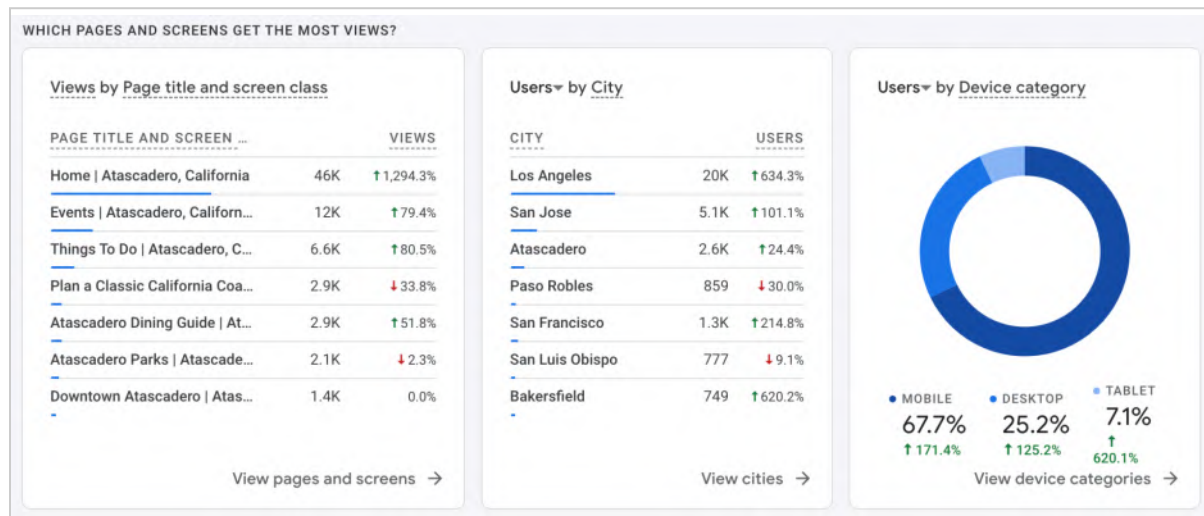 WHICH PAGES AND SCREENS GET THE MOST VIEWS?
Views by Page title and screen class
PAGE TITLE AND SCREEN ... VIEWS
Home | Atascadero, California 46K ↑1,294.3%
Events | Atascadero, Californ... 12K ↑79.4%
Things To Do | Atascadero, C... 6.6K ↑80.5%
Plan a Classic California Coa... 2.9K ↓33.8%
Atascadero Dining Guide | At... 2.9K ↑51.8%
Atascadero Parks | Atascade... 2.1K ↓2.3%
Downtown Atascadero | Atas... 1.4K 0.0%
View pages and screens →
Users by City
CITY USERS
Los Angeles 20K ↑634.3%
San Jose 5.1K ↑101.1%
Atascadero 2.6K ↑24.4%
Paso Robles 859 ↓30.0%
San Francisco 1.3K ↑214.8%
San Luis Obispo 777 ↓9.1%
Bakersfield 749 ↑620.2%
View cities →
Users by Device category
MOBILE DESKTOP TABLET
67.7% 25.2% 7.1%
↑171.4% ↑125.2% ↑
620.1%
View device categories →